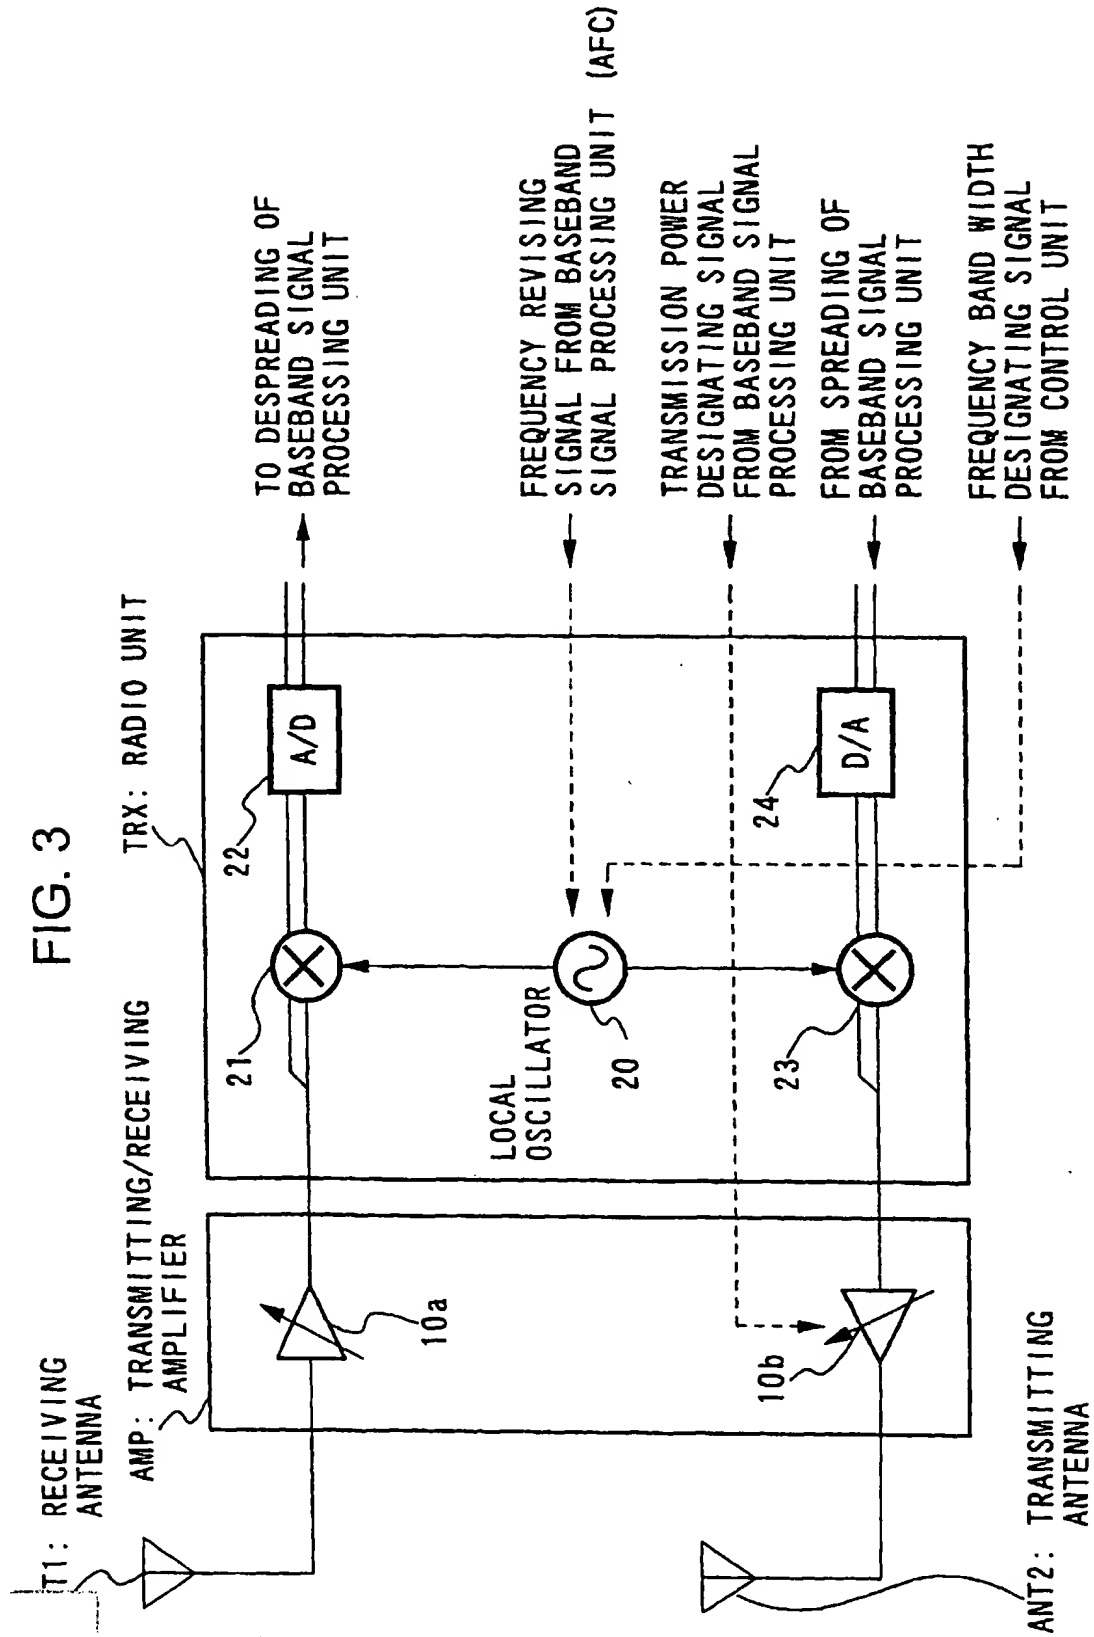 FIG. 3
T1: RECEIVING
ANTENNA
AMP: TRANSMITTING/RECEIVING
AMPLIFIER
TRX: RADIO UNIT
10a
21
22
A/D
TO DESPREADING OF
BASEBAND SIGNAL
PROCESSING UNIT
LOCAL
OSCILLATOR
20
FREQUENCY REVISING
SIGNAL FROM BASEBAND
SIGNAL PROCESSING UNIT (AFC)
TRANSMISSION POWER
DESIGNATING SIGNAL
FROM BASEBAND SIGNAL
PROCESSING UNIT
10b
23
24
D/A
FROM SPREADING OF
BASEBAND SIGNAL
PROCESSING UNIT
FREQUENCY BAND WIDTH
DESIGNATING SIGNAL
FROM CONTROL UNIT
ANT2: TRANSMITTING
ANTENNA